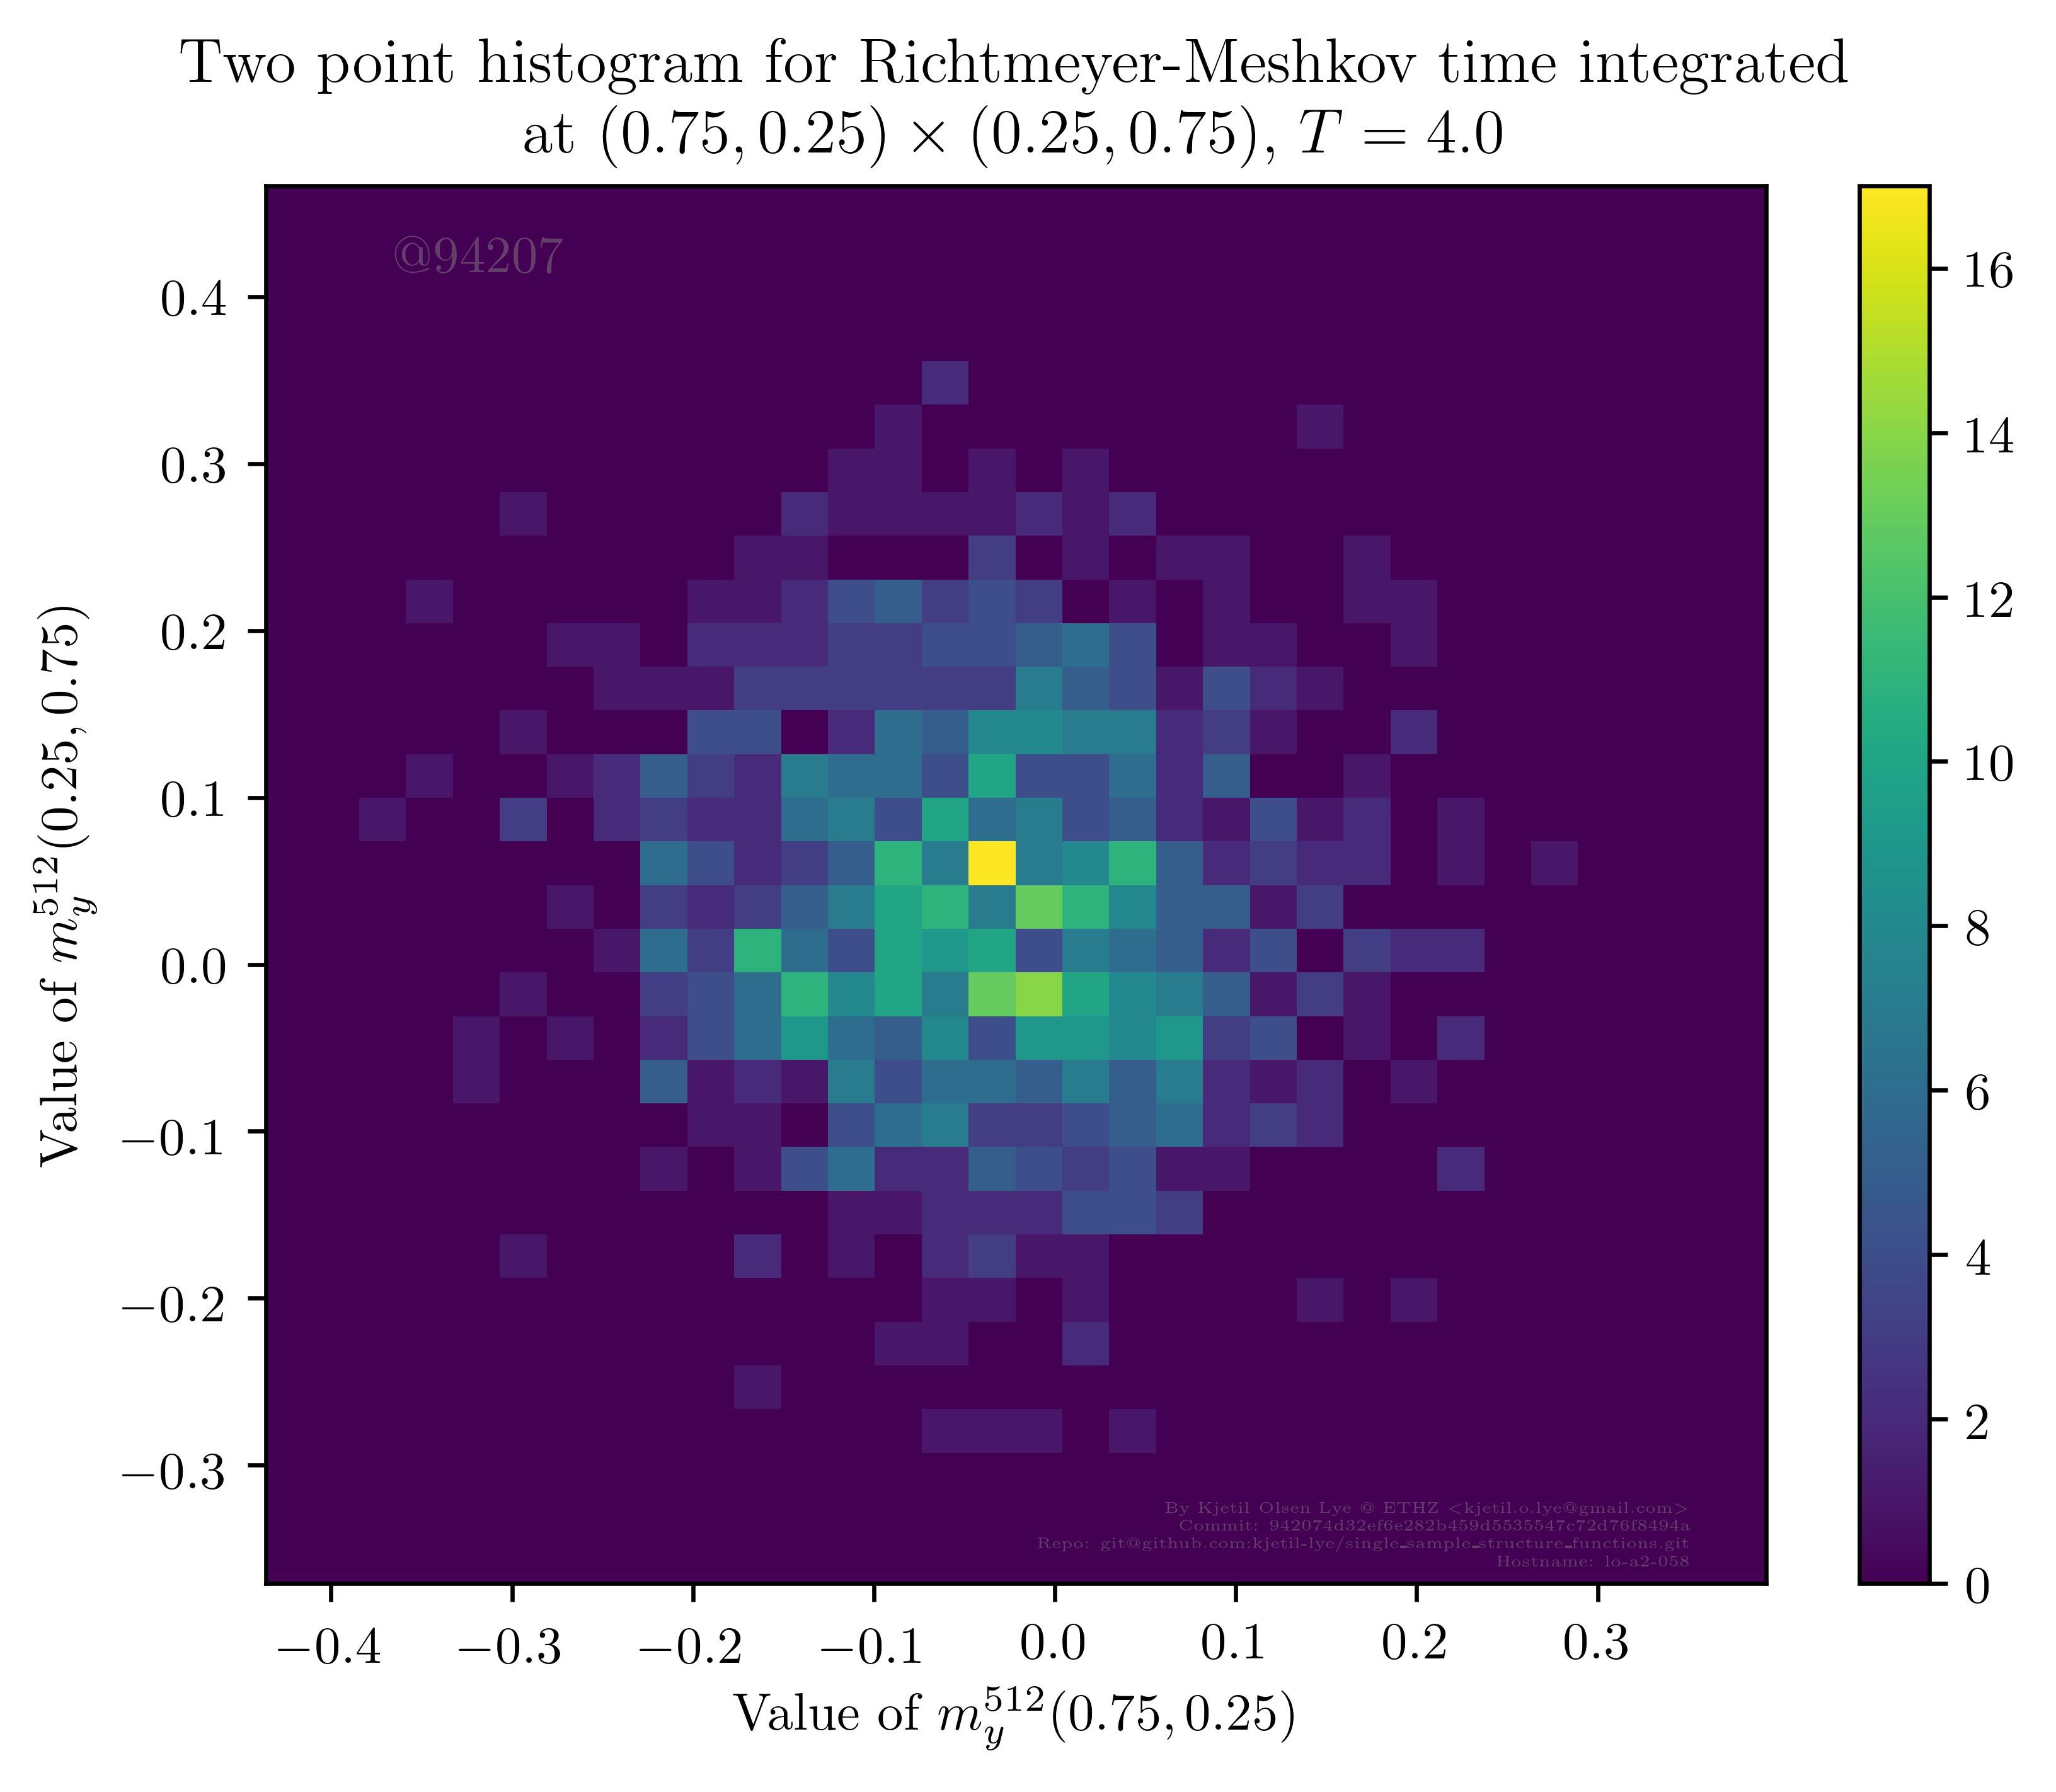 Two point histogram for Richtmeyer-Meshkov time integrated
at (0.75, 0.25) × (0.25, 0.75), T = 4.0
@94207
0.4
0.3
0.2
0.1
0.0
−0.1
−0.2
−0.3
Value of m_y^512(0.25, 0.75)
16
14
12
10
8
6
4
2
0
By Kjetil Olsen Lye @ ETHZ <kjetil.o.lye@gmail.com>
Commit: 942074d32ef6e282b459d5535547c72d76f8494a
Repo: git@github.com:kjetil-lye/single_sample_structure_functions.git
Hostname: lo-a2-058
−0.4 −0.3 −0.2 −0.1 0.0 0.1 0.2 0.3
Value of m_y^512(0.75, 0.25)